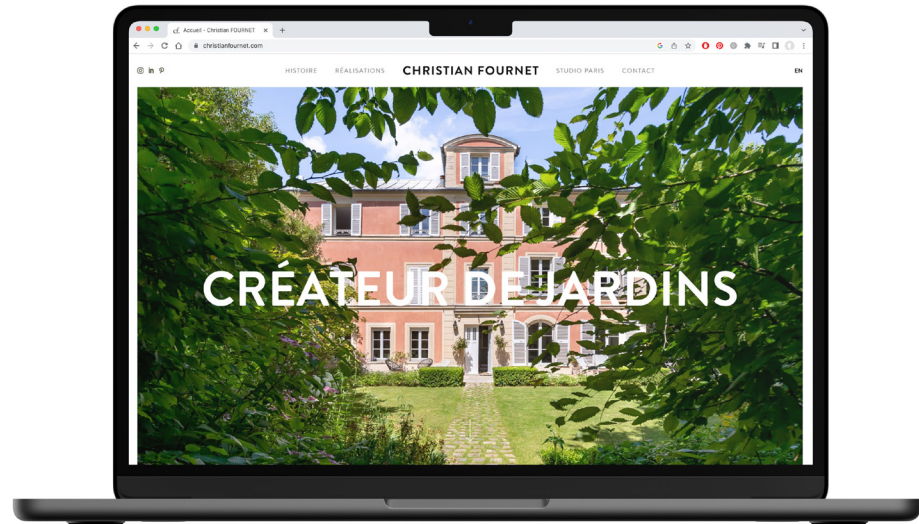 Accueil - Christian FOURNET
christianfournet.com
HISTOIRE RÉALISATIONS CHRISTIAN FOURNET STUDIO PARIS CONTACT EN
CRÉATEUR DE JARDINS